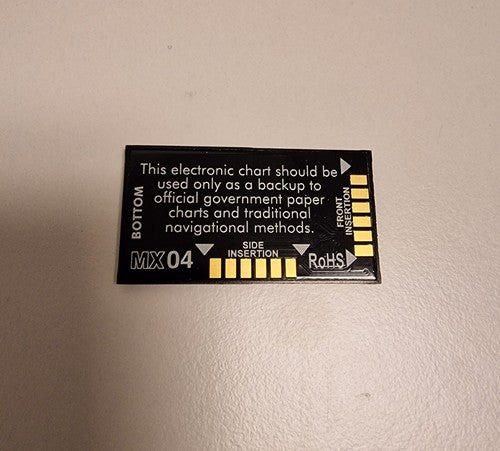 This electronic chart should be
used only as a backup to
official government paper
charts and traditional
navigational methods.
BOTTOM
MX04
SIDE
INSERTION
FRONT
INSERTION
RoHS